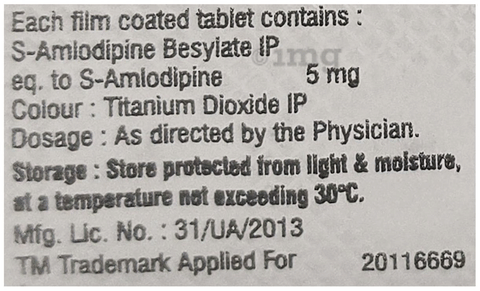 Each film coated tablet contains :
S-Amlodipine Besylate IP
eq. to S-Amlodipine 5 mg
Colour : Titanium Dioxide IP
Dosage : As directed by the Physician.
Storage : Store protected from light & moisture,
at a temperature not exceeding 30°C.
Mfg. Lic. No. : 31/UA/2013
TM Trademark Applied For 20116669
1mg